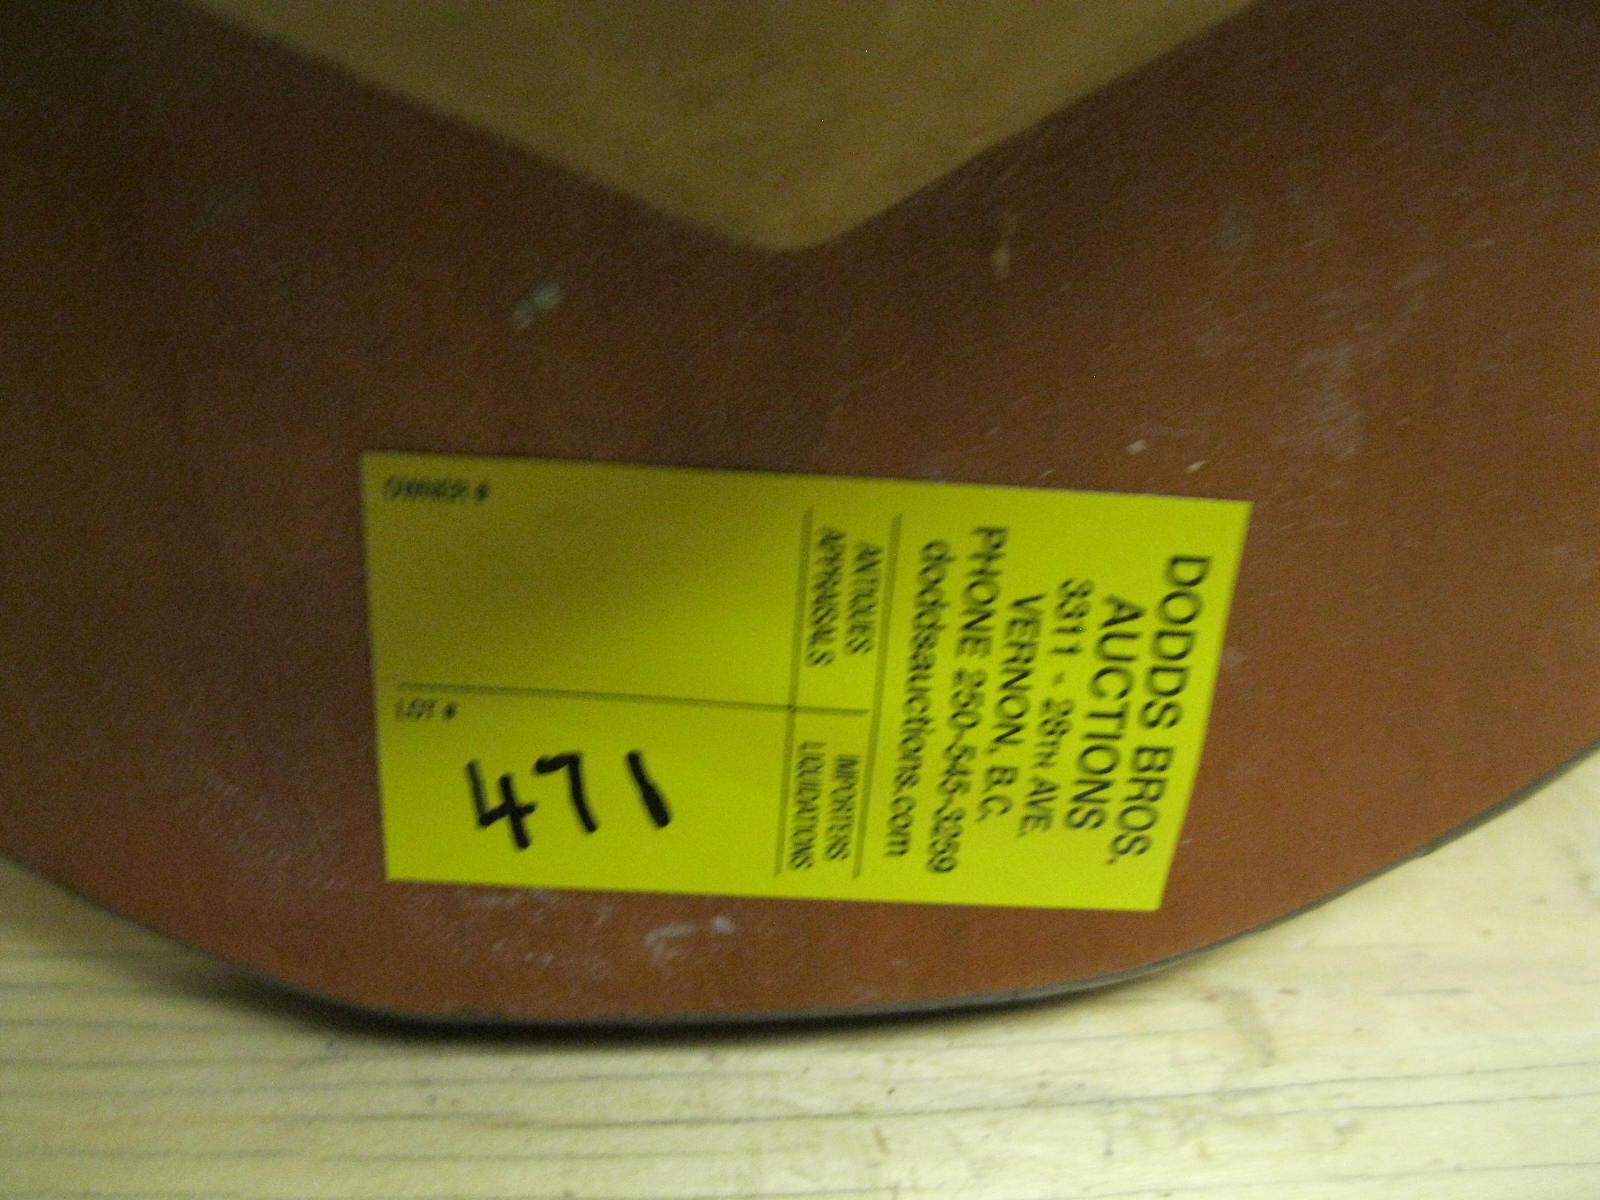 DODDS BROS.
AUCTIONS
3311 - 28TH AVE.
VERNON, B.C.
PHONE 250-545-3259
doddsauctions.com
ANTIQUES IMPORTERS
APPRAISALS LIQUIDATIONS
OWNER # LOT #
471